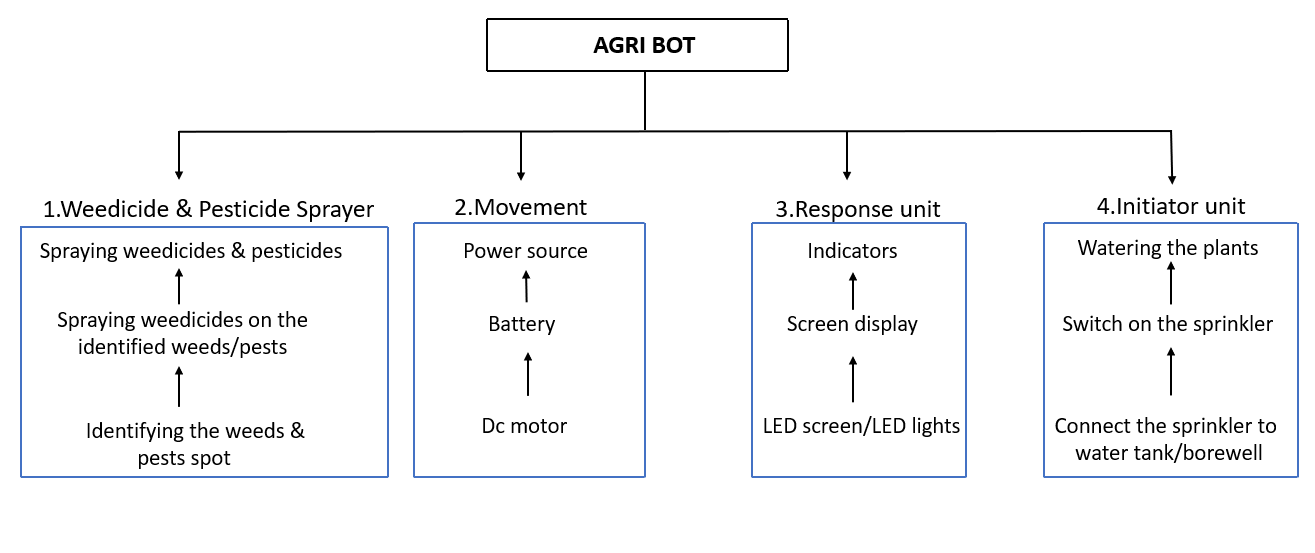 AGRI BOT
1.Weedicide & Pesticide Sprayer
Spraying weedicides & pesticides
Spraying weedicides on the
identified weeds/pests
Identifying the weeds &
pests spot
2.Movement
Power source
Battery
Dc motor
3.Response unit
Indicators
Screen display
LED screen/LED lights
4.Initiator unit
Watering the plants
Switch on the sprinkler
Connect the sprinkler to
water tank/borewell